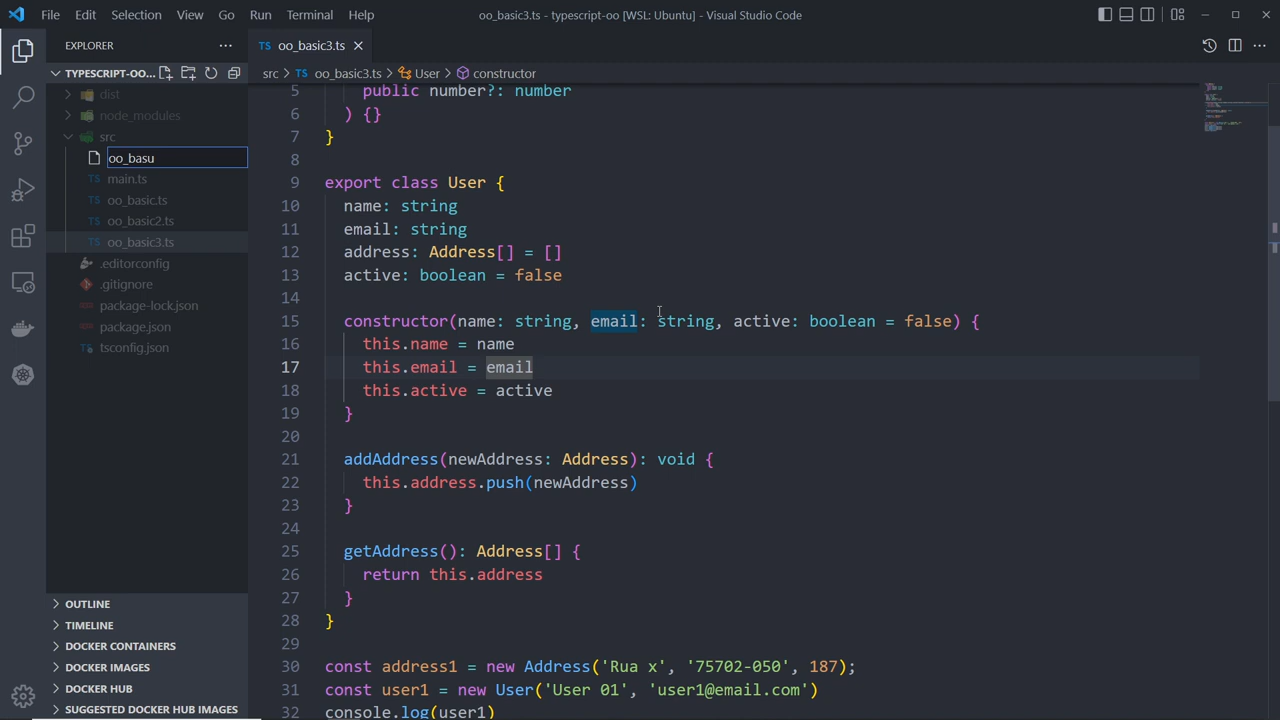 File Edit Selection View Go Run Terminal Help
oo_basic3.ts - typescript-oo [WSL: Ubuntu] - Visual Studio Code
EXPLORER
TYPESCRIPT-OO...
dist
node_modules
src
oo_basu
TS main.ts
TS oo_basic.ts
TS oo_basic2.ts
TS oo_basic3.ts
.editorconfig
.gitignore
package-lock.json
package.json
tsconfig.json
OUTLINE
TIMELINE
DOCKER CONTAINERS
DOCKER IMAGES
DOCKER HUB
SUGGESTED DOCKER HUB IMAGES
TS oo_basic3.ts
src > TS oo_basic3.ts > User > constructor
5 public number?: number
6 ) {}
7 }
8
9 export class User {
10 name: string
11 email: string
12 address: Address[] = []
13 active: boolean = false
14
15 constructor(name: string, email: string, active: boolean = false) {
16 this.name = name
17 this.email = email
18 this.active = active
19 }
20
21 addAddress(newAddress: Address): void {
22 this.address.push(newAddress)
23 }
24
25 getAddress(): Address[] {
26 return this.address
27 }
28 }
29
30 const address1 = new Address('Rua x', '75702-050', 187);
31 const user1 = new User('User 01', 'user1@email.com')
32 console.log(user1)